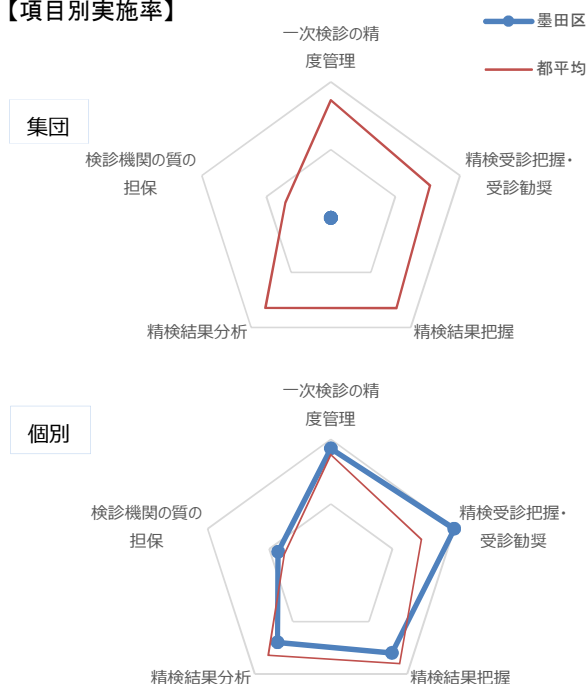 【項目別実施率】
墨田区
都平均
集団
一次検診の精
度管理
精検受診把握・
受診勧奨
精検結果把握
精検結果分析
検診機関の質の
担保
個別
一次検診の精
度管理
精検受診把握・
受診勧奨
精検結果把握
精検結果分析
検診機関の質の
担保